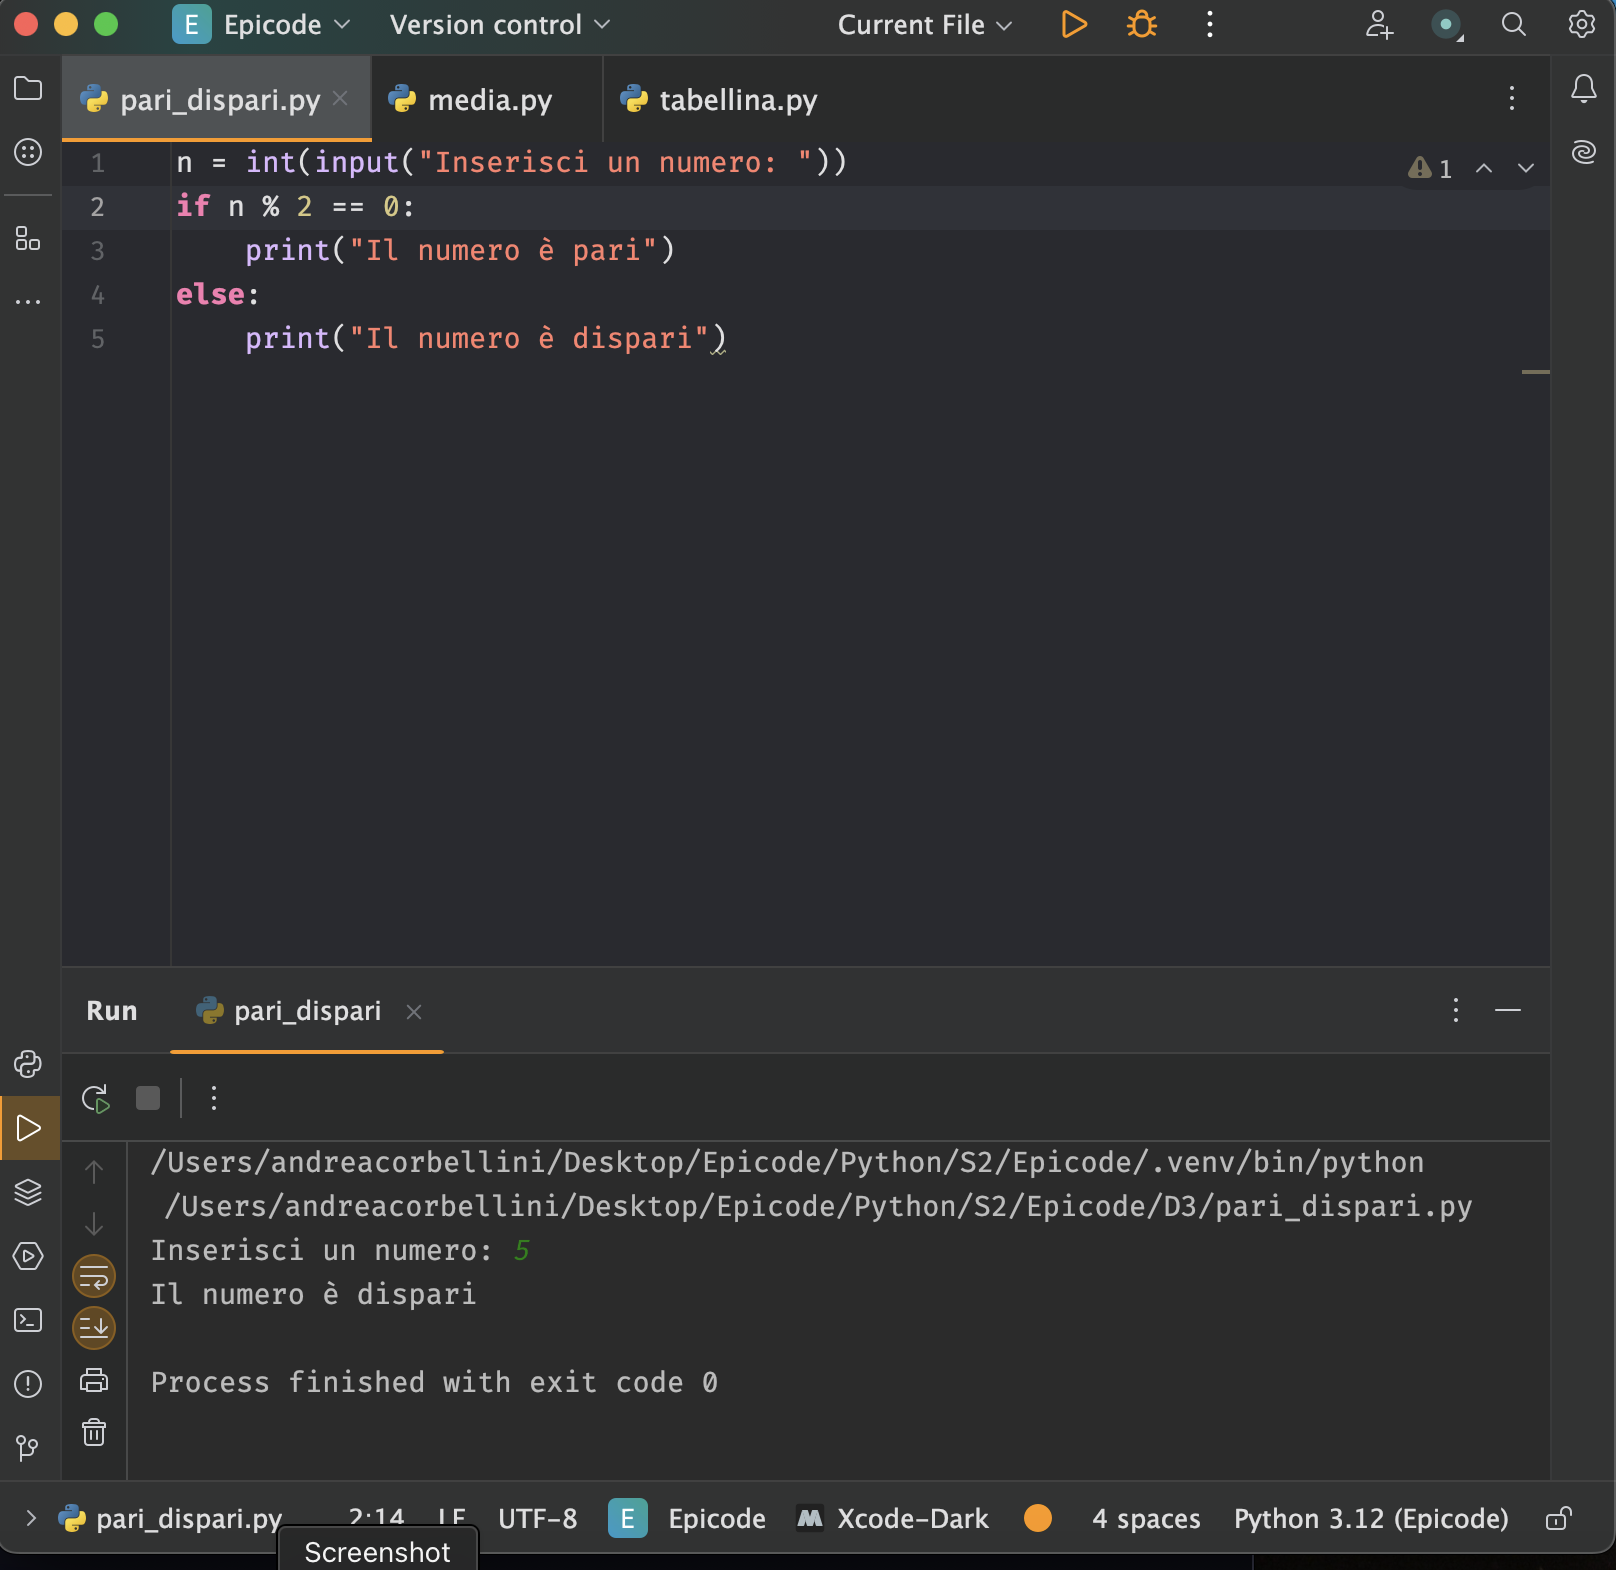 E Epicode Version control Current File
pari_dispari.py media.py tabellina.py
1 n = int(input("Inserisci un numero: ")) 1
2 if n % 2 == 0:
3 print("Il numero è pari")
4 else:
5 print("Il numero è dispari")
Run pari_dispari
/Users/andreacorbellini/Desktop/Epicode/Python/S2/Epicode/.venv/bin/python
/Users/andreacorbellini/Desktop/Epicode/Python/S2/Epicode/D3/pari_dispari.py
Inserisci un numero: 5
Il numero è dispari
Process finished with exit code 0
pari_dispari.py 2:14 LF UTF-8 E Epicode Xcode-Dark 4 spaces Python 3.12 (Epicode)
Screenshot